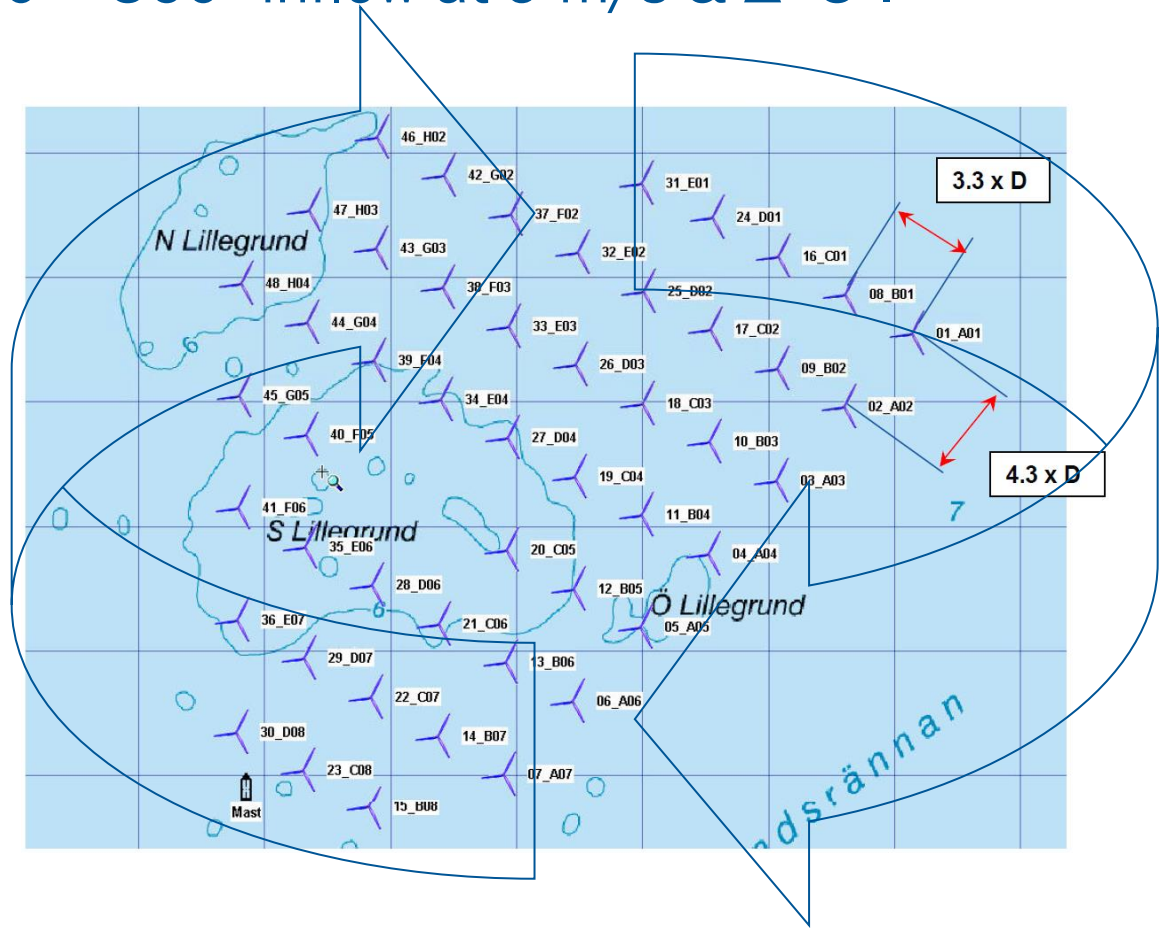 46_H02
42_G02
31_E01
3.3 x D
47_H03
37_F02
24_D01
N Lillegrund
43_G03
32_E02
16_C01
48_H04
38_F03
25_D02
08_B01
44_G04
33_E03
17_C02
01_A01
6
39_F04
26_D03
09_B02
45_G05
34_E04
18_C03
02_A02
40_F05
27_D04
10_B03
4.3 x D
19_C04
03_A03
41_F06
11_B04
7
S Lillegrund
35_E06
20_C05
04_A04
28_D06
12_B05
Ö Lillegrund
6
36_E07
21_C06
05_A05
29_D07
13_B06
22_C07
06_A06
30_D08
14_B07
23_C08
07_A07
Mast
15_B08
ndsrännan